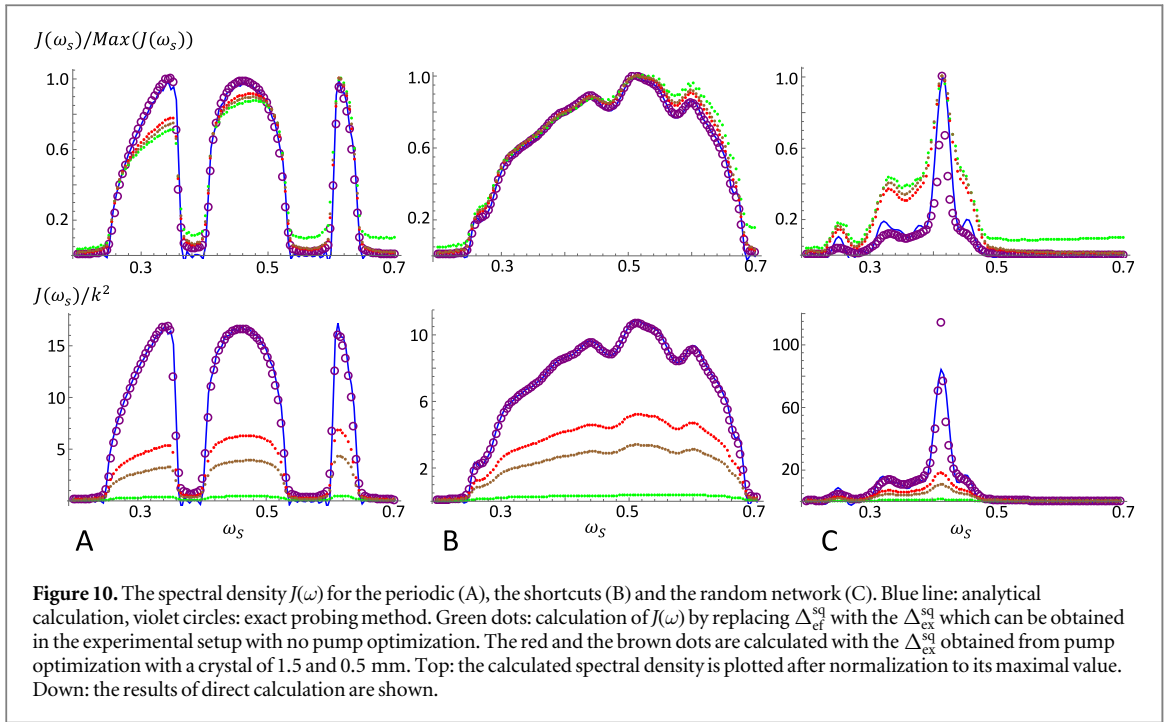 J(ω_s)/Max(J(ω_s))
1.0 1.0 1.0
0.6 0.6 0.6
0.2 0.2 0.2
0.3 0.5 0.7 0.3 0.5 0.7 0.3 0.5 0.7
J(ω_s)/k²
15 10 100
10 6 60
5 2 20
0.3 0.5 0.7 0.3 0.5 0.7 0.3 0.5 0.7
A ω_S B ω_S C ω_S
Figure 10. The spectral density J(ω) for the periodic (A), the shortcuts (B) and the random network (C). Blue line: analytical
calculation, violet circles: exact probing method. Green dots: calculation of J(ω) by replacing Δ_ef^sq with the Δ_ex^sq which can be obtained
in the experimental setup with no pump optimization. The red and the brown dots are calculated with the Δ_ex^sq obtained from pump
optimization with a crystal of 1.5 and 0.5 mm. Top: the calculated spectral density is plotted after normalization to its maximal value.
Down: the results of direct calculation are shown.